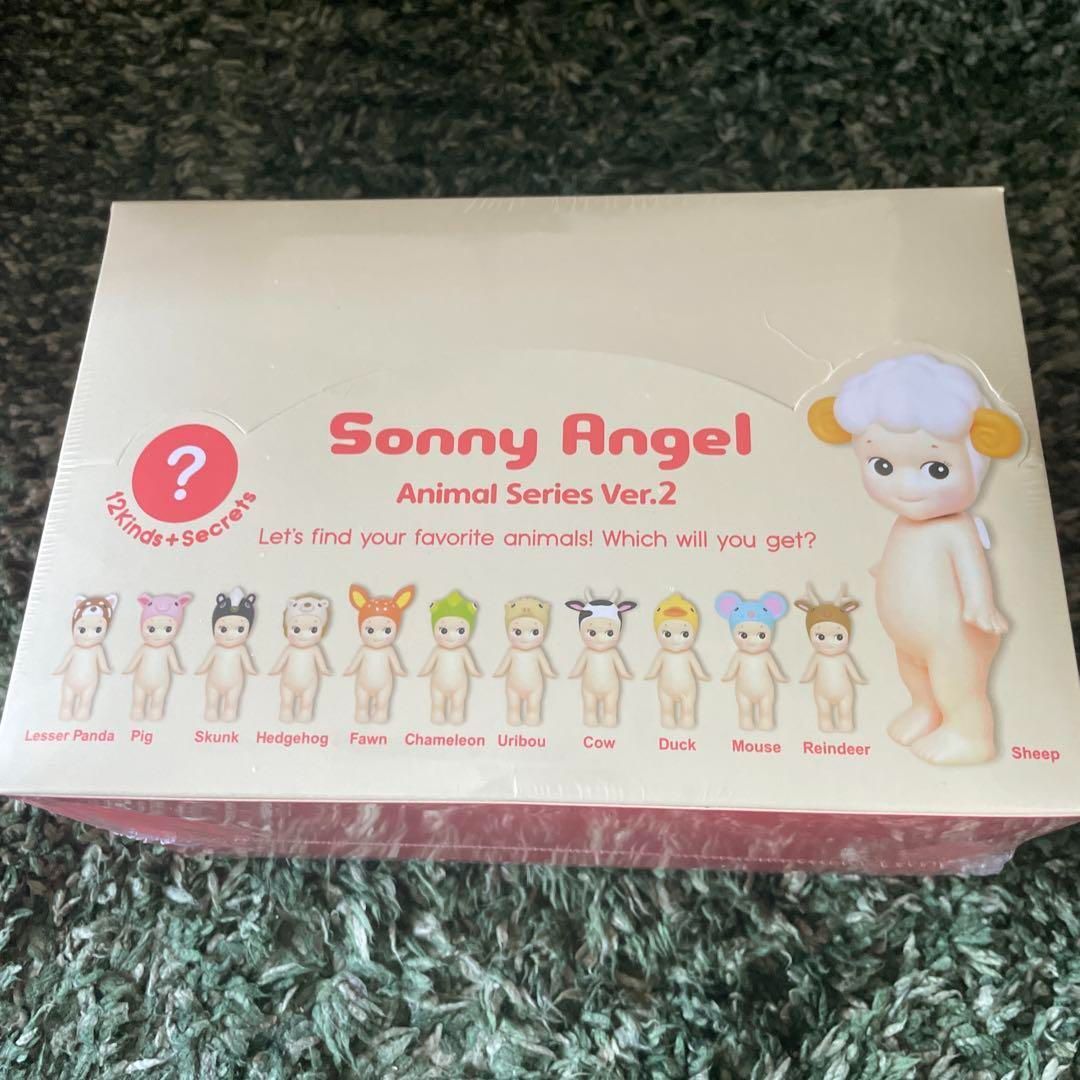 Sonny Angel
Animal Series Ver.2
Let's find your favorite animals! Which will you get?
?
12Kinds+Secrets
Lesser Panda Pig Skunk Hedgehog Fawn Chameleon Uribou Cow Duck Mouse Reindeer Sheep